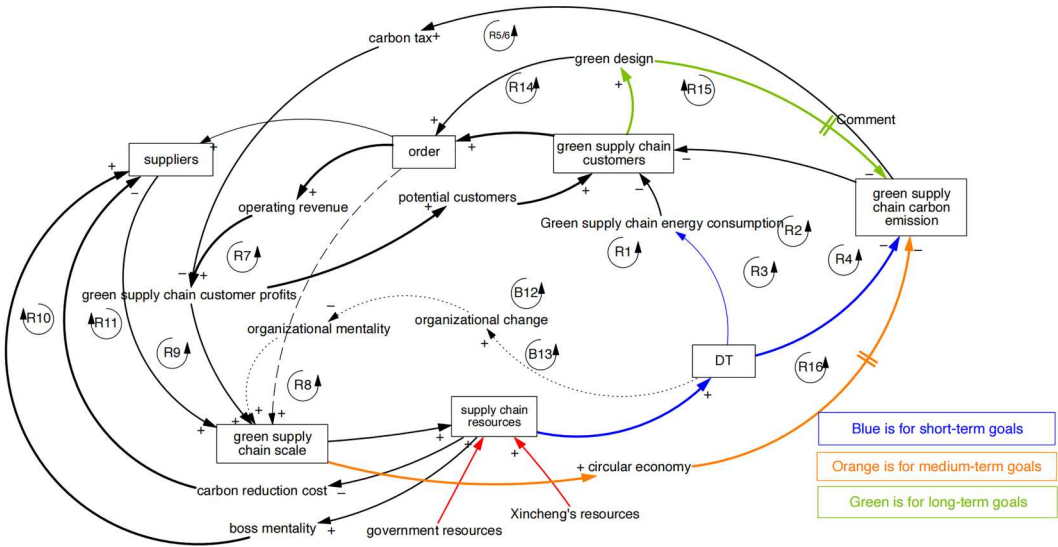 carbon tax
+
R5/6
green design
R14
+
R15
Comment
+
+
+
suppliers
order
+
green supply chain
customers
–
–
green supply
chain carbon
emission
+
–
potential customers
+
+
–
+
operating revenue
Green supply chain energy consumption
R2
–
–
R7
R1
R3
R4
– +
green supply chain customer profits
B12
R10
R11
organizational mentality
–
organizational change
+
R9
B13
DT
R16
R8
+
+ +
supply chain
resources
+
green supply
chain scale
+
+ +
+
Blue is for short-term goals
+ circular economy
Orange is for medium-term goals
carbon reduction cost
–
Green is for long-term goals
Xincheng's resources
boss mentality
+
government resources